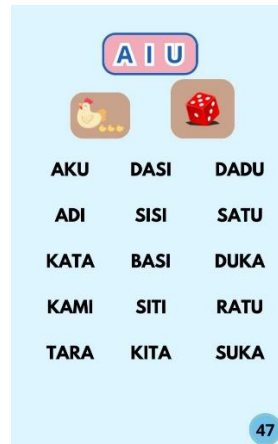 A I U
AKU DASI DADU
ADI SISI SATU
KATA BASI DUKA
KAMI SITI RATU
TARA KITA SUKA
47